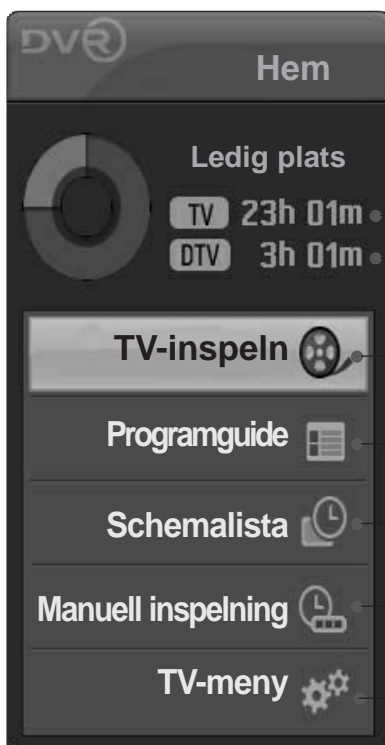 DVR
Hem
Ledig plats
TV 23h 01m
DTV 3h 01m
TV-inspeln
Programguide
Schemalista
Manuell inspelning
TV-meny